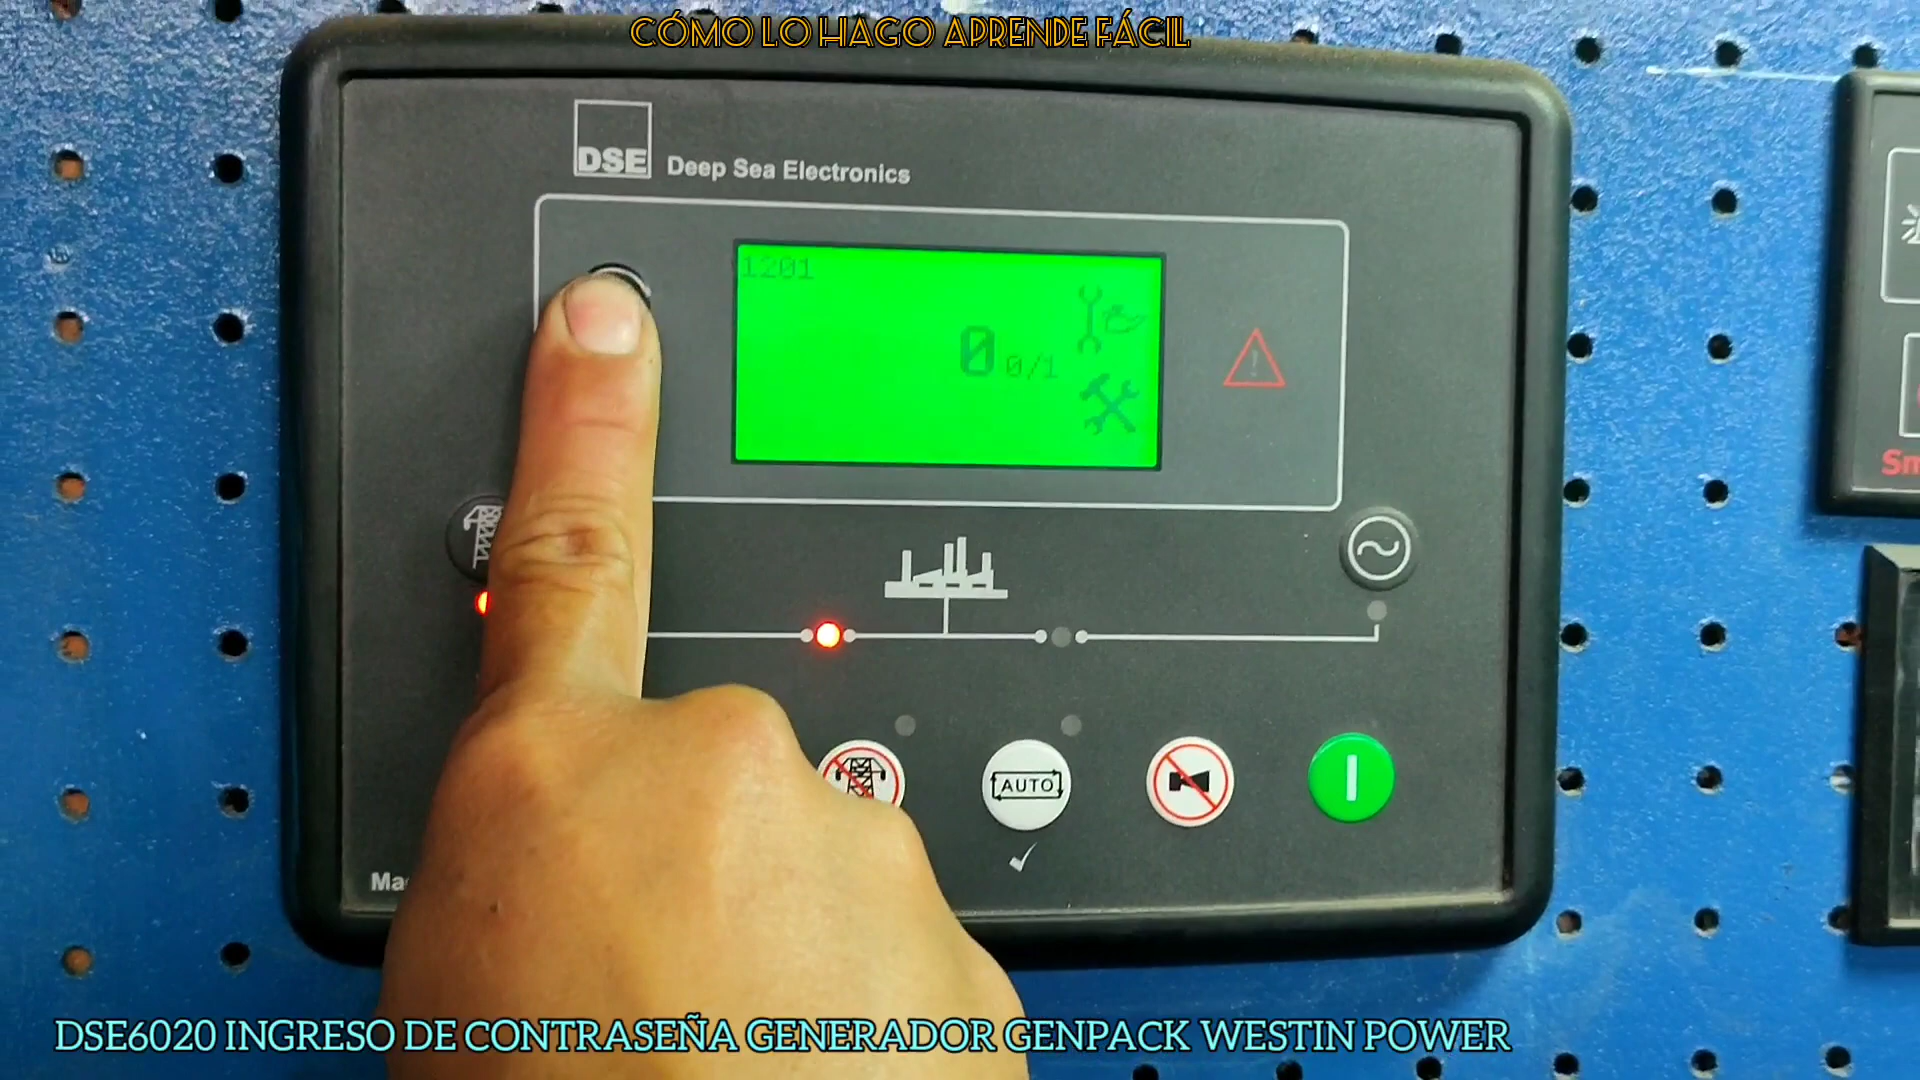 CÓMO LO HAGO APRENDE FÁCIL
DSE
Deep Sea Electronics
1201
0 0/1
AUTO
DSE6020 INGRESO DE CONTRASEÑA GENERADOR GENPACK WESTIN POWER